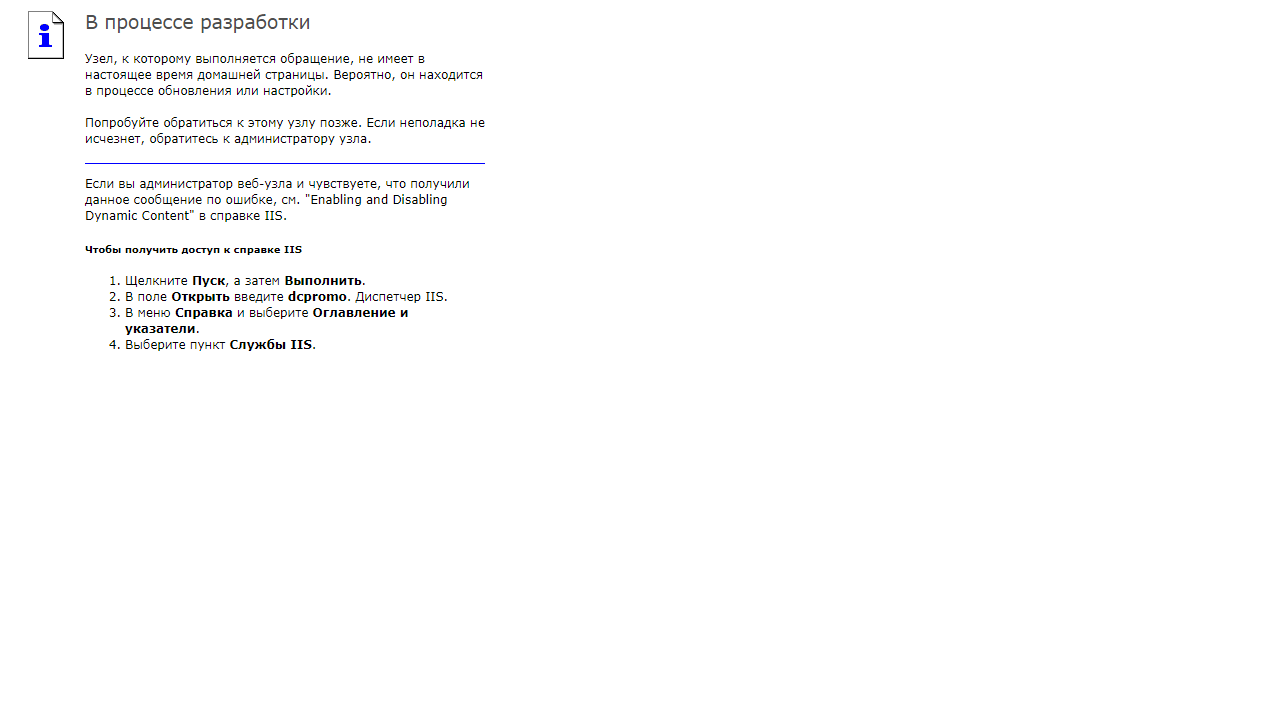 В процессе разработки
Узел, к которому выполняется обращение, не имеет в
настоящее время домашней страницы. Вероятно, он находится
в процессе обновления или настройки.
Попробуйте обратиться к этому узлу позже. Если неполадка не
исчезнет, обратитесь к администратору узла.
Если вы администратор веб-узла и чувствуете, что получили
данное сообщение по ошибке, см. "Enabling and Disabling
Dynamic Content" в справке IIS.
Чтобы получить доступ к справке IIS
1. Щелкните Пуск, а затем Выполнить.
2. В поле Открыть введите dcpromo. Диспетчер IIS.
3. В меню Справка и выберите Оглавление и
указатели.
4. Выберите пункт Службы IIS.